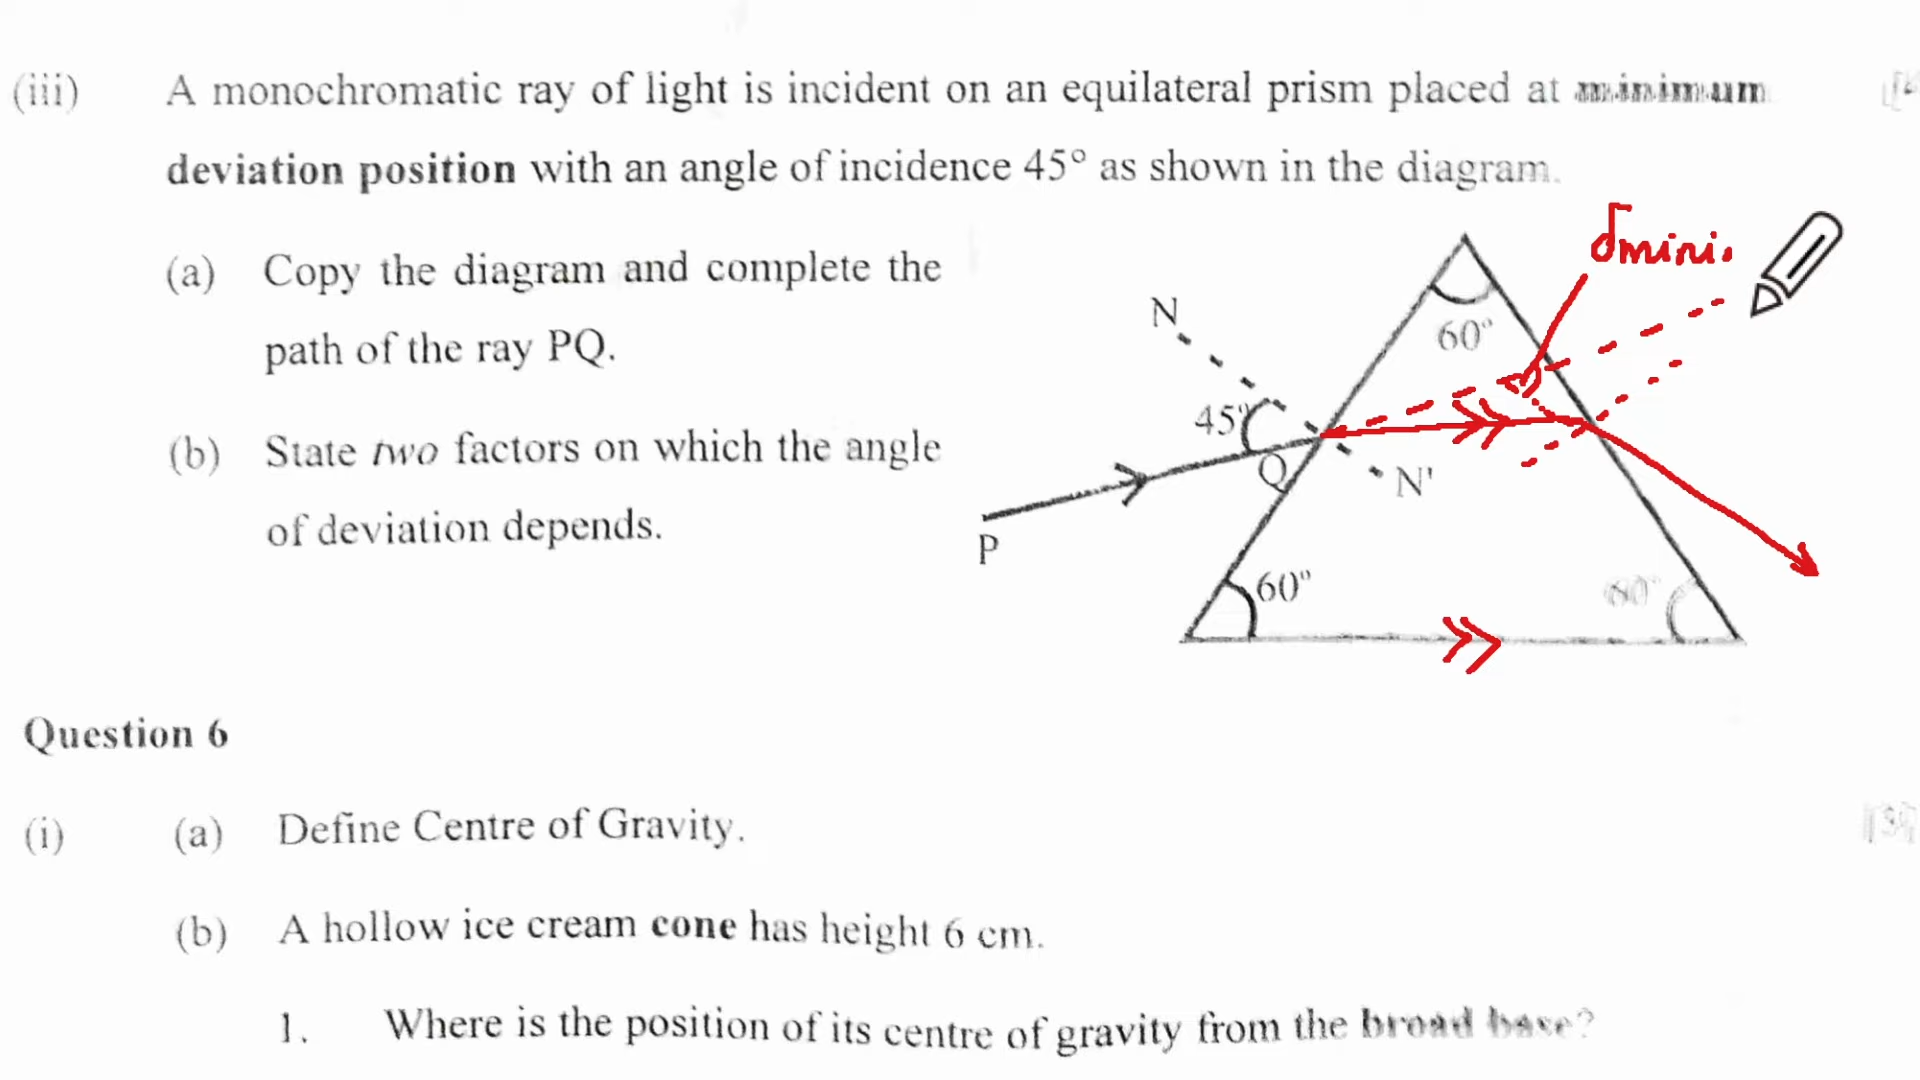 (iii) A monochromatic ray of light is incident on an equilateral prism placed at minimum
deviation position with an angle of incidence 45° as shown in the diagram.
(a) Copy the diagram and complete the
path of the ray PQ.
(b) State two factors on which the angle
of deviation depends.
δmini.
N
60°
45°
Q
N'
P
60°
60°
Question 6
(i) (a) Define Centre of Gravity.
(b) A hollow ice cream cone has height 6 cm.
1. Where is the position of its centre of gravity from the broad base?